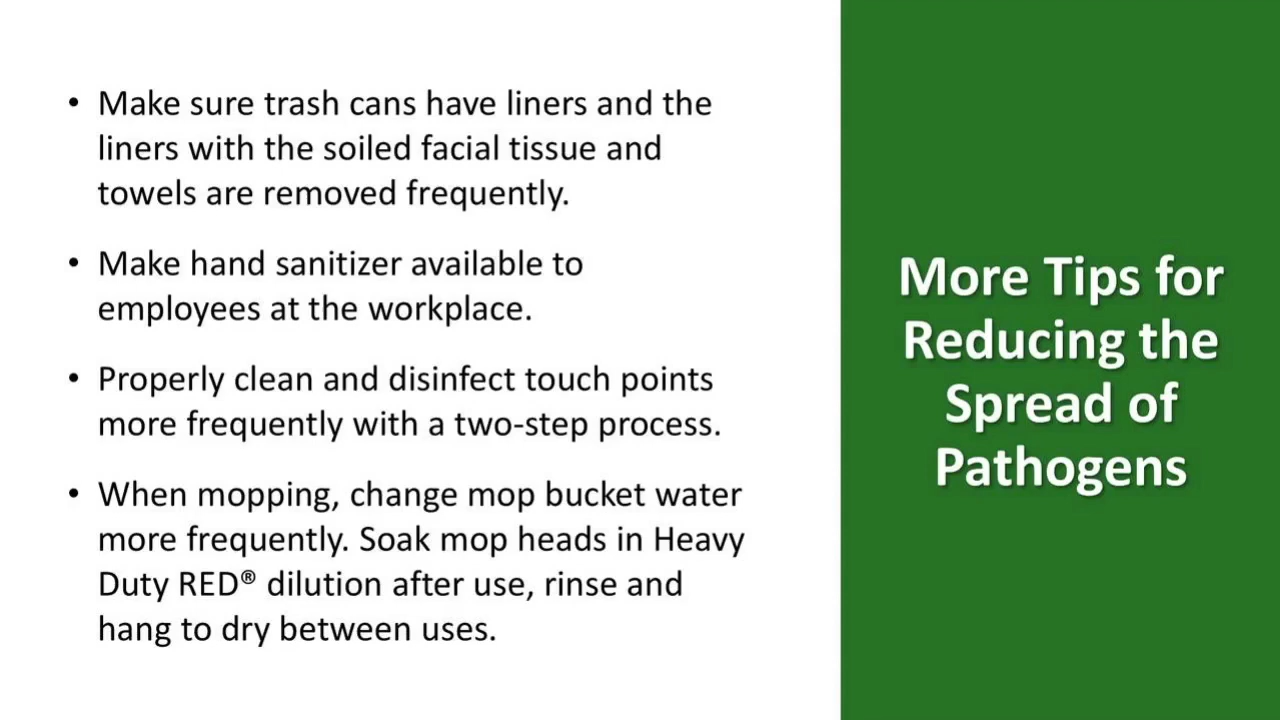 • Make sure trash cans have liners and the
liners with the soiled facial tissue and
towels are removed frequently.
• Make hand sanitizer available to
employees at the workplace.
• Properly clean and disinfect touch points
more frequently with a two-step process.
• When mopping, change mop bucket water
more frequently. Soak mop heads in Heavy
Duty RED® dilution after use, rinse and
hang to dry between uses.
More Tips for
Reducing the
Spread of
Pathogens